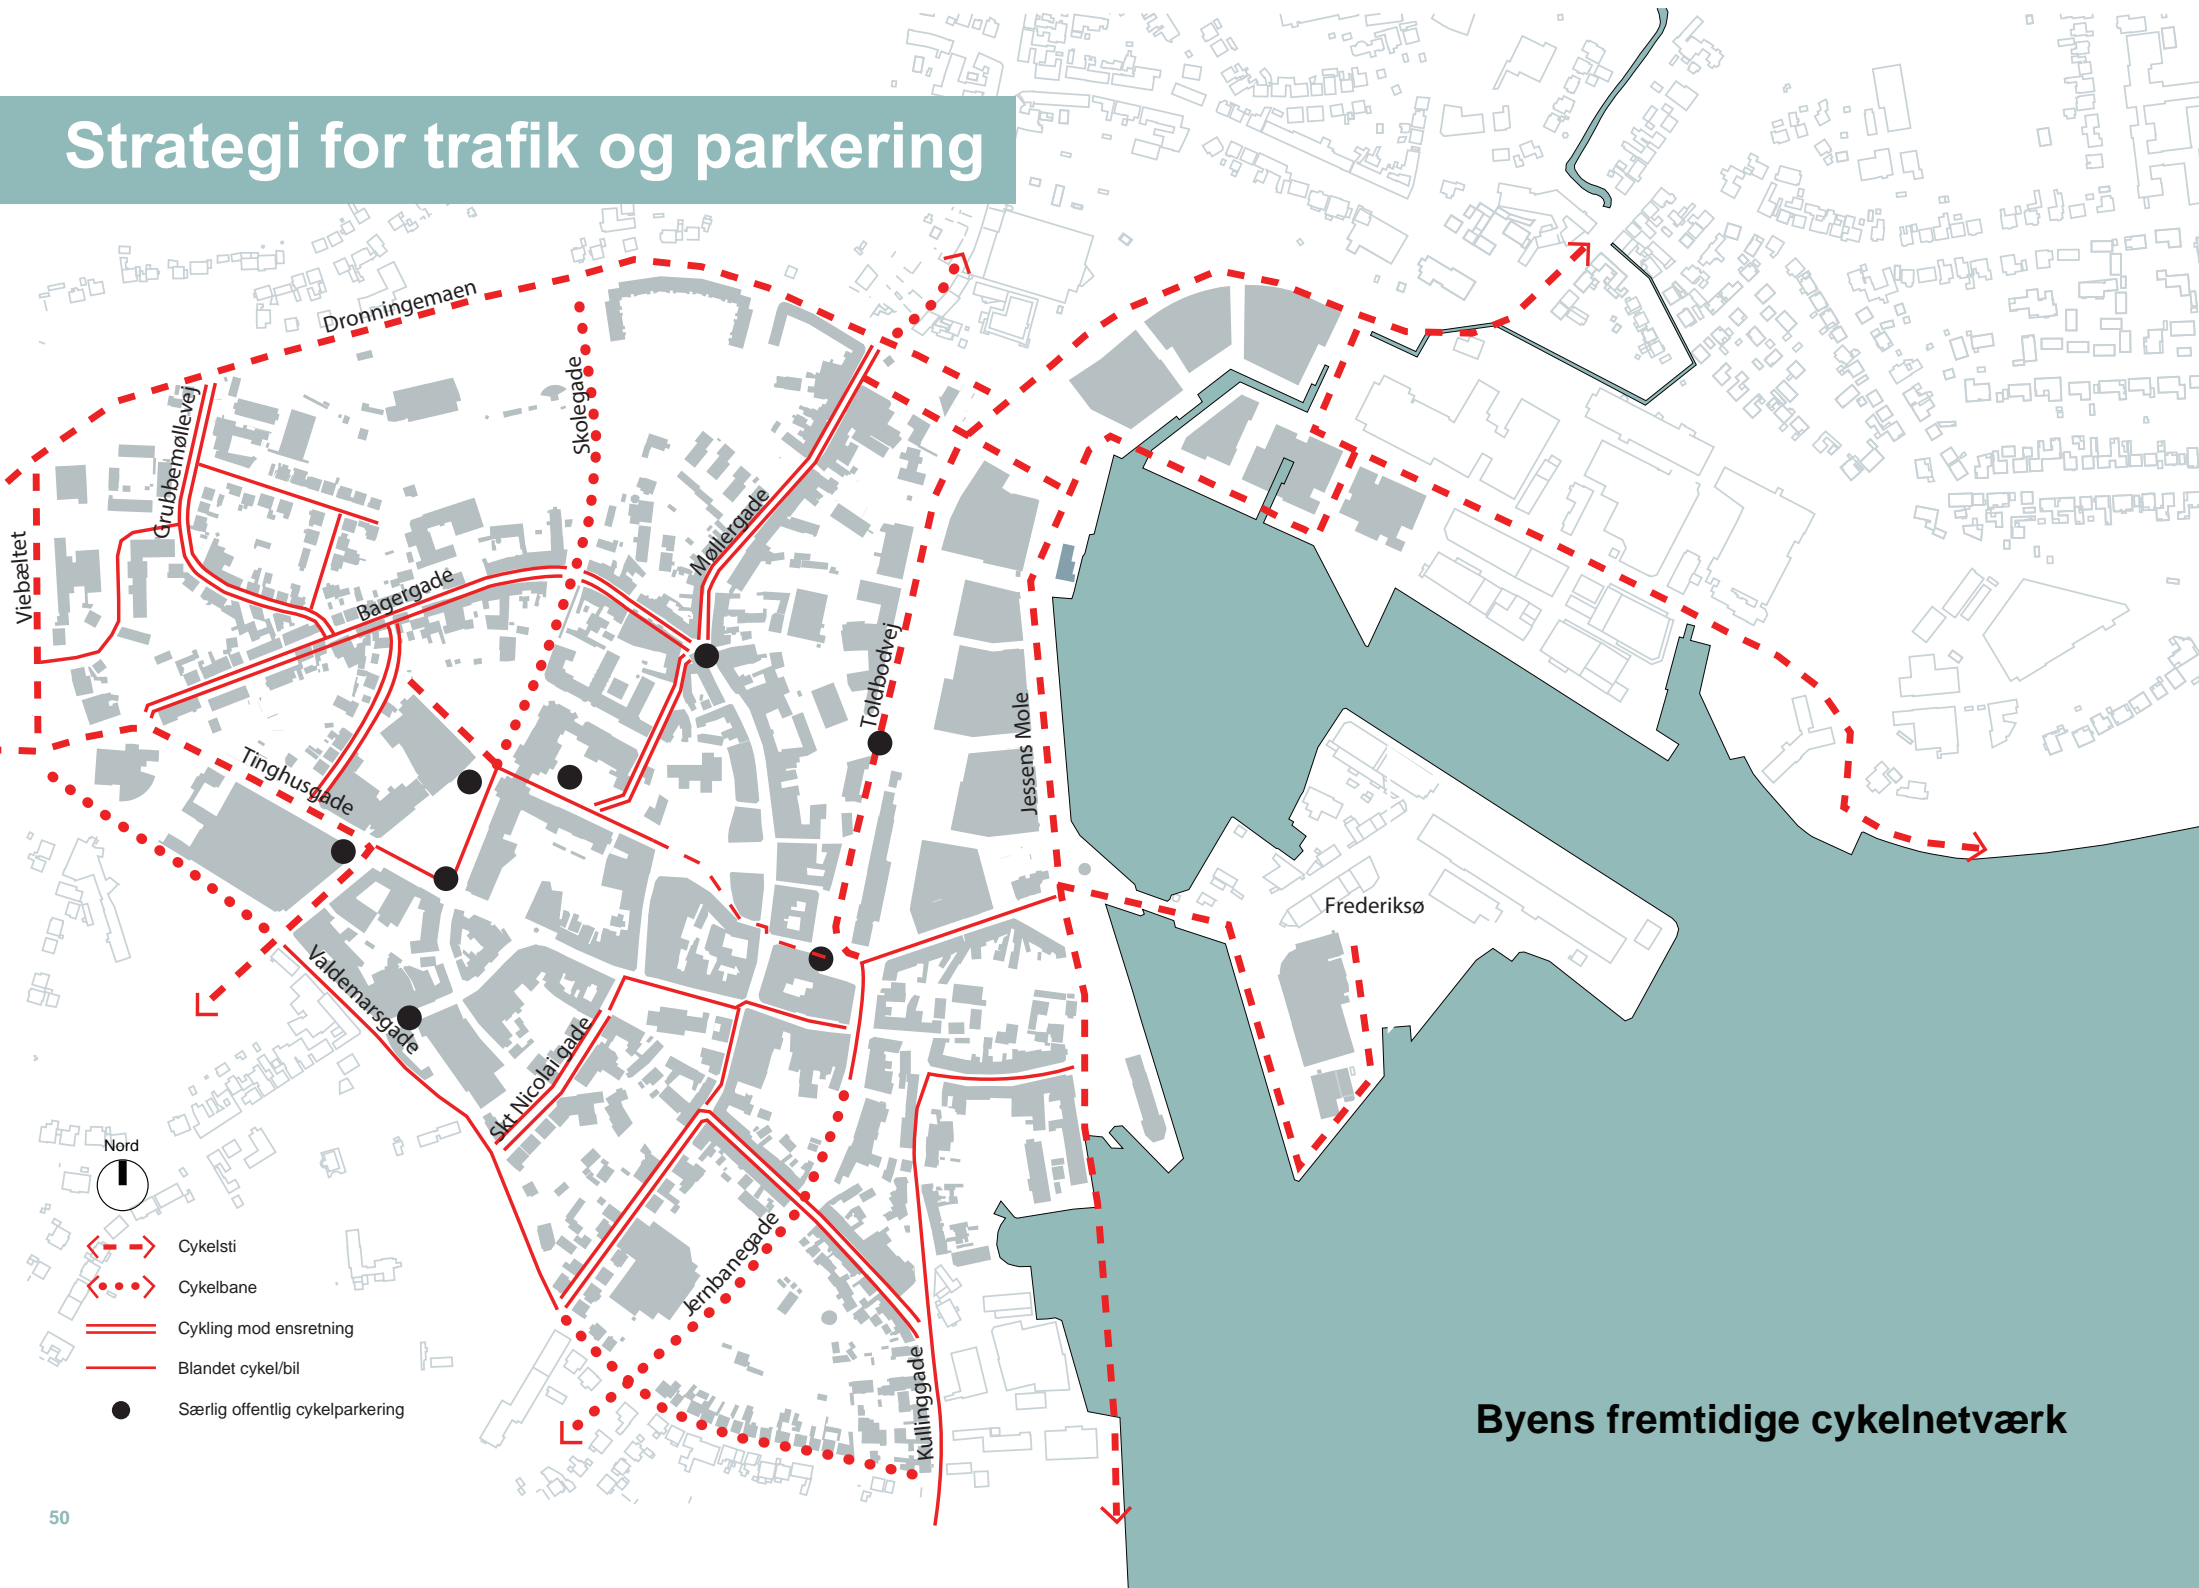 Strategi for trafik og parkering
Dronningemaen
Skolegade
Grubbemøllevej
Møllergade
Viebæltet
Bagergade
Toldbodvej
Jessens Mole
Tinghusgade
Frederiksø
Valdemarsgade
Skt Nicolai gade
Jernbanegade
Kullinggade
Nord
Cykelsti
Cykelbane
Cykling mod ensretning
Blandet cykel/bil
Særlig offentlig cykelparkering
Byens fremtidige cykelnetværk
50